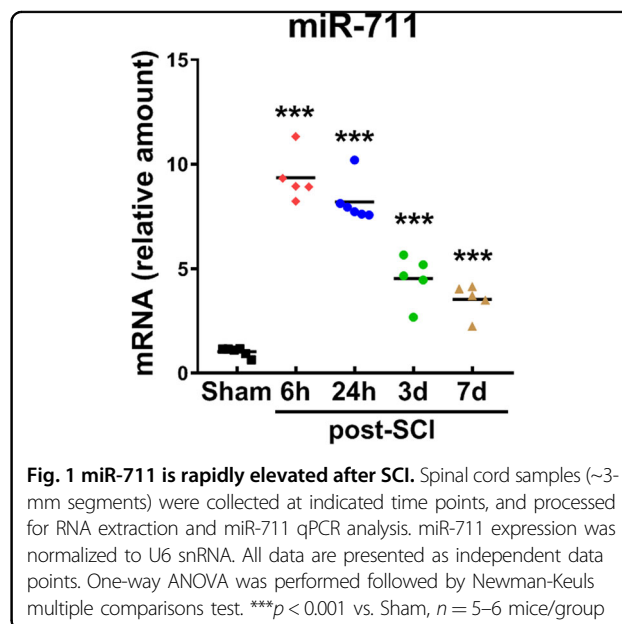 miR-711
mRNA (relative amount)
15
10
5
0
***
***
***
***
Sham 6h 24h 3d 7d
post-SCI
Fig. 1 miR-711 is rapidly elevated after SCI. Spinal cord samples (~3-
mm segments) were collected at indicated time points, and processed
for RNA extraction and miR-711 qPCR analysis. miR-711 expression was
normalized to U6 snRNA. All data are presented as independent data
points. One-way ANOVA was performed followed by Newman-Keuls
multiple comparisons test. ***p < 0.001 vs. Sham, n = 5–6 mice/group